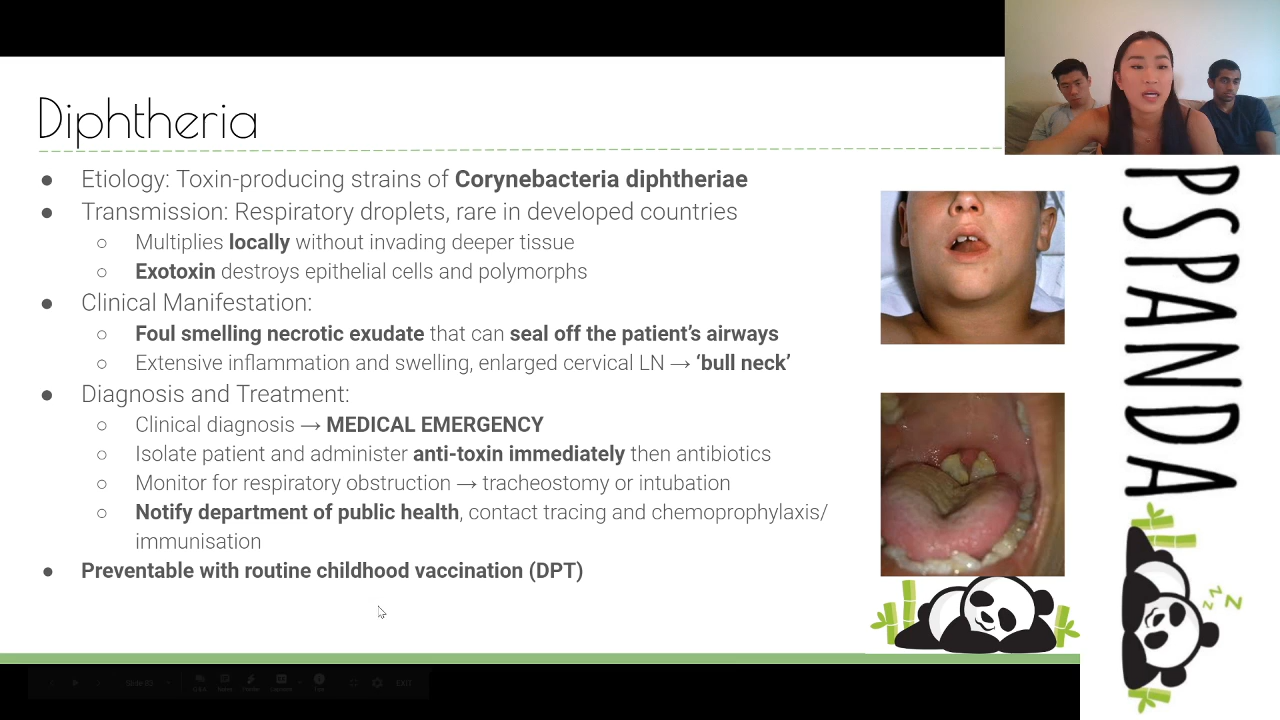 Diphtheria
● Etiology: Toxin-producing strains of Corynebacteria diphtheriae
● Transmission: Respiratory droplets, rare in developed countries
○ Multiplies locally without invading deeper tissue
○ Exotoxin destroys epithelial cells and polymorphs
● Clinical Manifestation:
○ Foul smelling necrotic exudate that can seal off the patient's airways
○ Extensive inflammation and swelling, enlarged cervical LN → ‘bull neck’
● Diagnosis and Treatment:
○ Clinical diagnosis → MEDICAL EMERGENCY
○ Isolate patient and administer anti-toxin immediately then antibiotics
○ Monitor for respiratory obstruction → tracheostomy or intubation
○ Notify department of public health, contact tracing and chemoprophylaxis/
immunisation
● Preventable with routine childhood vaccination (DPT)
PSPANDA
z z Z
EXIT